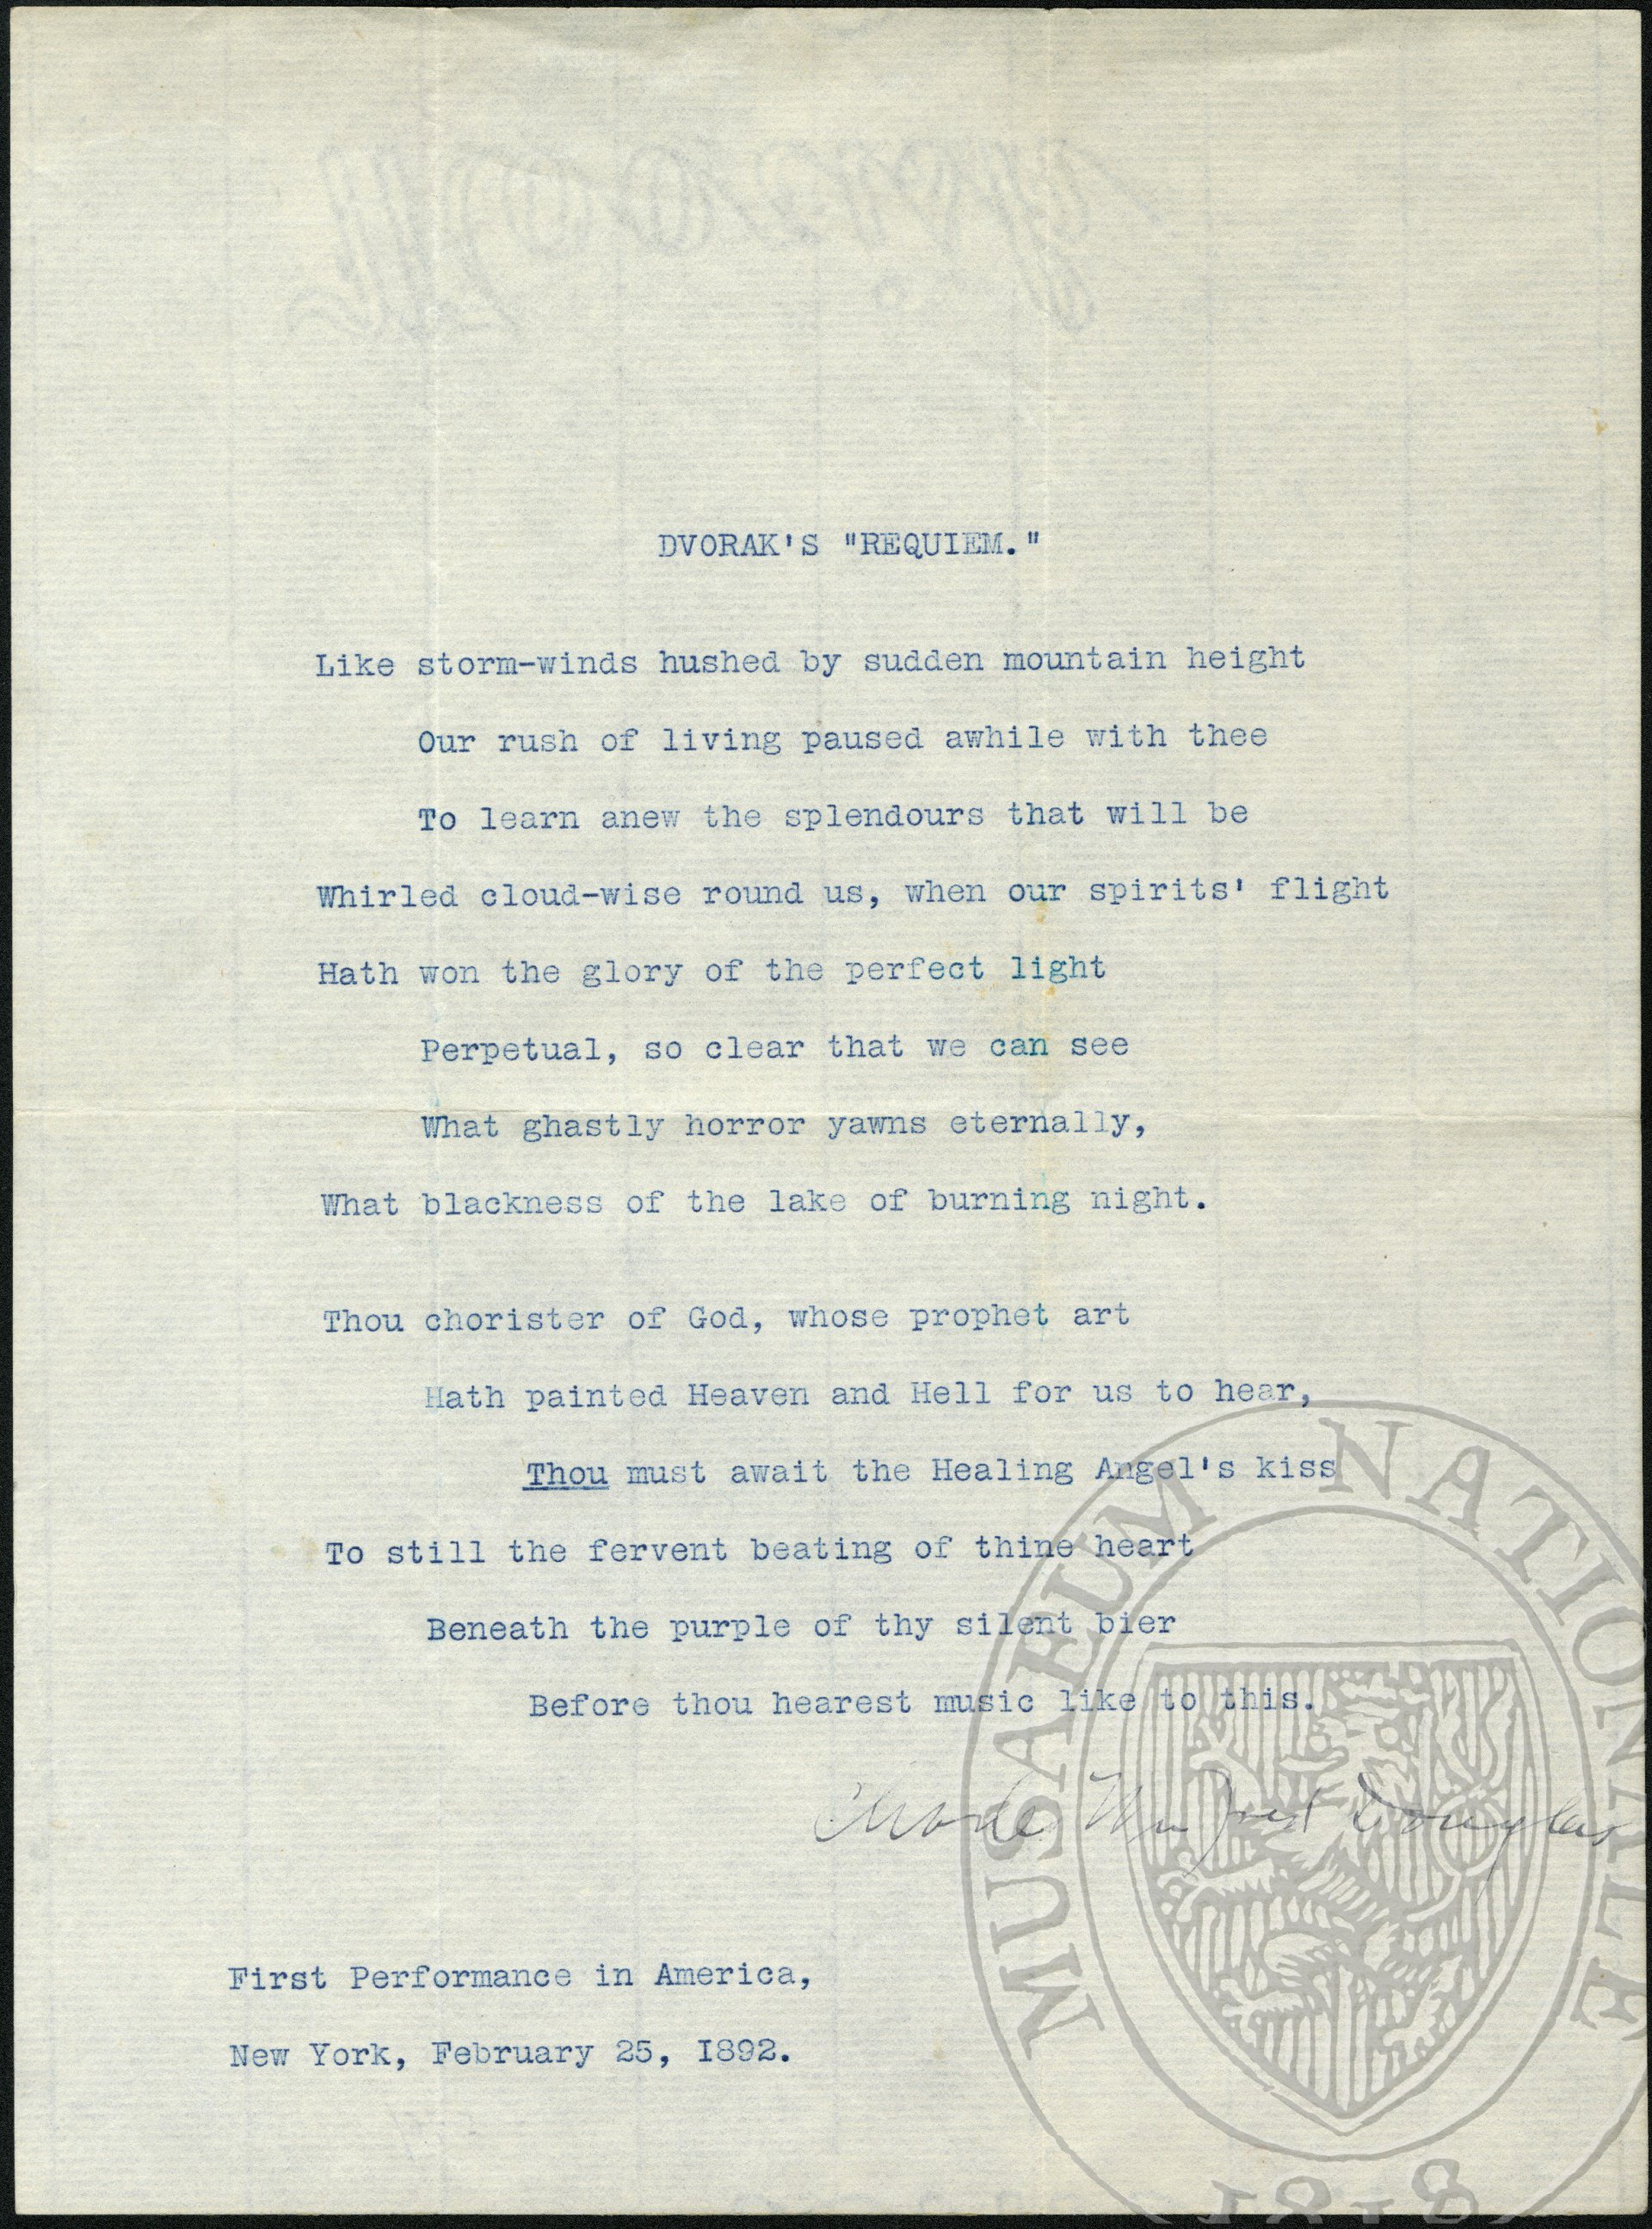 DVORAK'S "REQUIEM."
Like storm-winds hushed by sudden mountain height
Our rush of living paused awhile with thee
To learn anew the splendours that will be
Whirled cloud-wise round us, when our spirits' flight
Hath won the glory of the perfect light
Perpetual, so clear that we can see
What ghastly horror yawns eternally,
What blackness of the lake of burning night.
Thou chorister of God, whose prophet art
Hath painted Heaven and Hell for us to hear,
Thou must await the Healing Angel's kiss
To still the fervent beating of thine heart
Beneath the purple of thy silent bier
Before thou hearest music like to this.
Douglas
First Performance in America,
New York, February 25, 1892.
MUSAEUM NATIONALE
1818